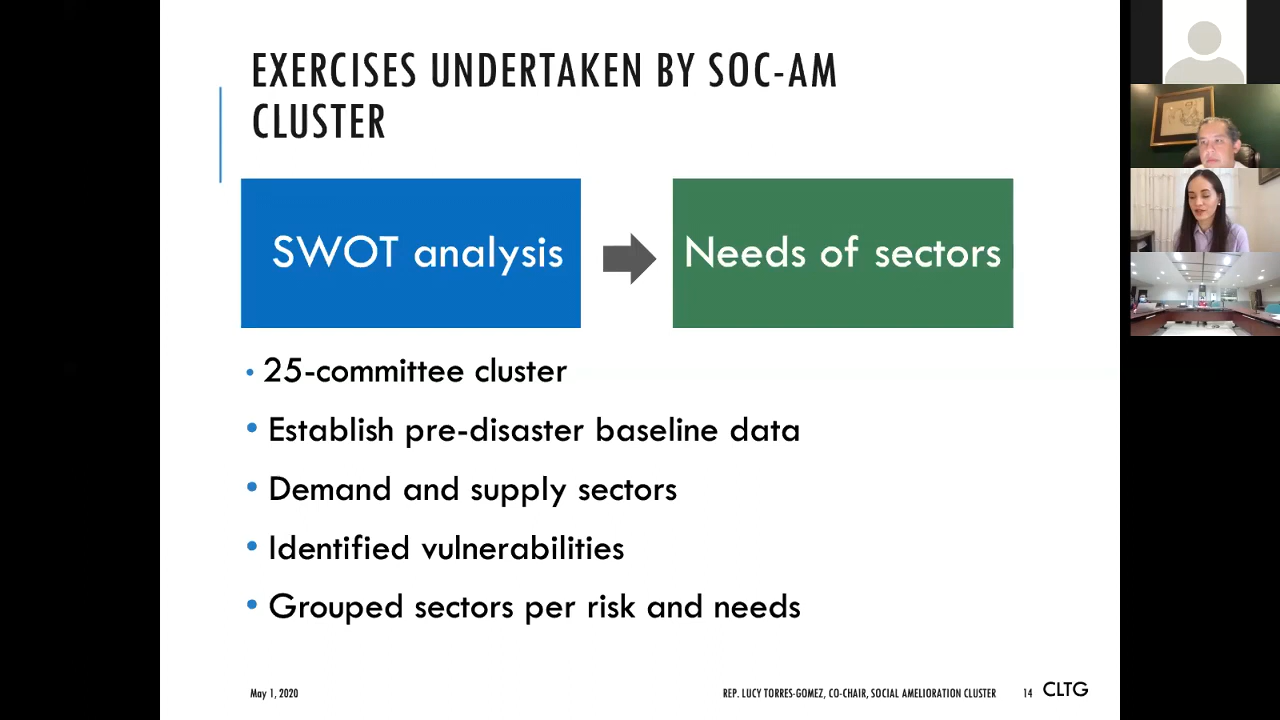 EXERCISES UNDERTAKEN BY SOC-AM
CLUSTER
SWOT analysis
Needs of sectors
• 25-committee cluster
• Establish pre-disaster baseline data
• Demand and supply sectors
• Identified vulnerabilities
• Grouped sectors per risk and needs
May 1, 2020
REP. LUCY TORRES-GOMEZ, CO-CHAIR, SOCIAL AMELIORATION CLUSTER
14
CLTG